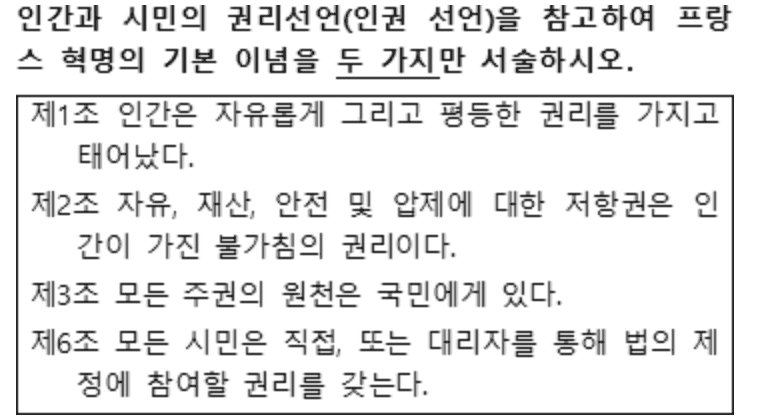 인간과 시민의 권리선언(인권 선언)을 참고하여 프랑
스 혁명의 기본 이념을 두 가지만 서술하시오.
제1조 인간은 자유롭게 그리고 평등한 권리를 가지고
태어났다.
제2조 자유, 재산, 안전 및 압제에 대한 저항권은 인
간이 가진 불가침의 권리이다.
제3조 모든 주권의 원천은 국민에게 있다.
제6조 모든 시민은 직접, 또는 대리자를 통해 법의 제
정에 참여할 권리를 갖는다.